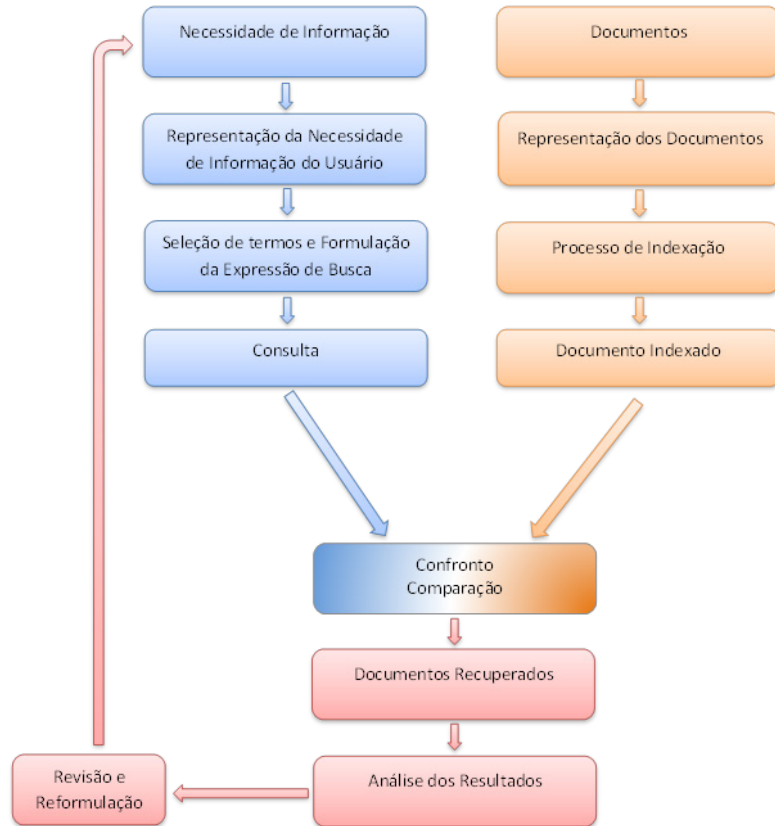 Necessidade de Informação
Documentos
Representação da Necessidade
de Informação do Usuário
Representação dos Documentos
Seleção de termos e Formulação
da Expressão de Busca
Processo de Indexação
Consulta
Documento Indexado
Confronto
Comparação
Documentos Recuperados
Análise dos Resultados
Revisão e
Reformulação